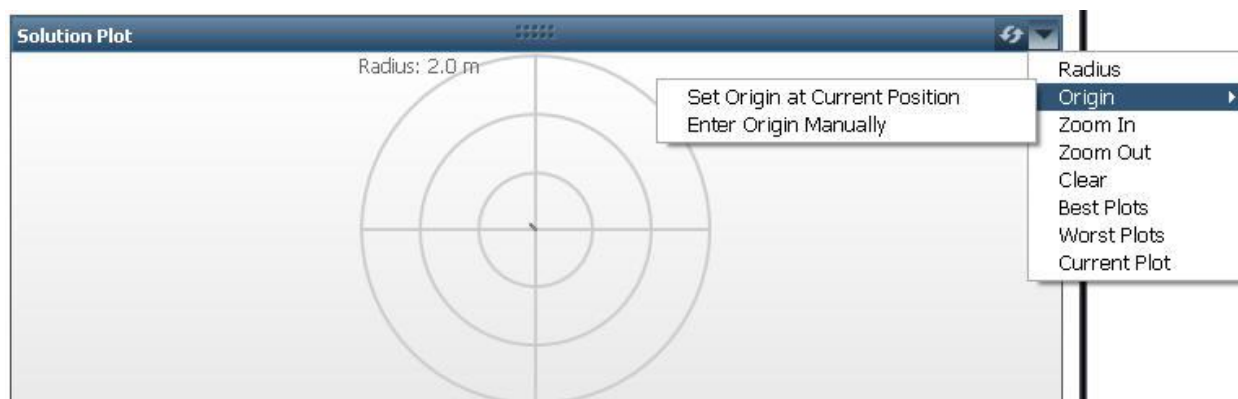 Solution Plot
Radius: 2.0 m
Set Origin at Current Position
Enter Origin Manually
Radius
Origin
Zoom In
Zoom Out
Clear
Best Plots
Worst Plots
Current Plot